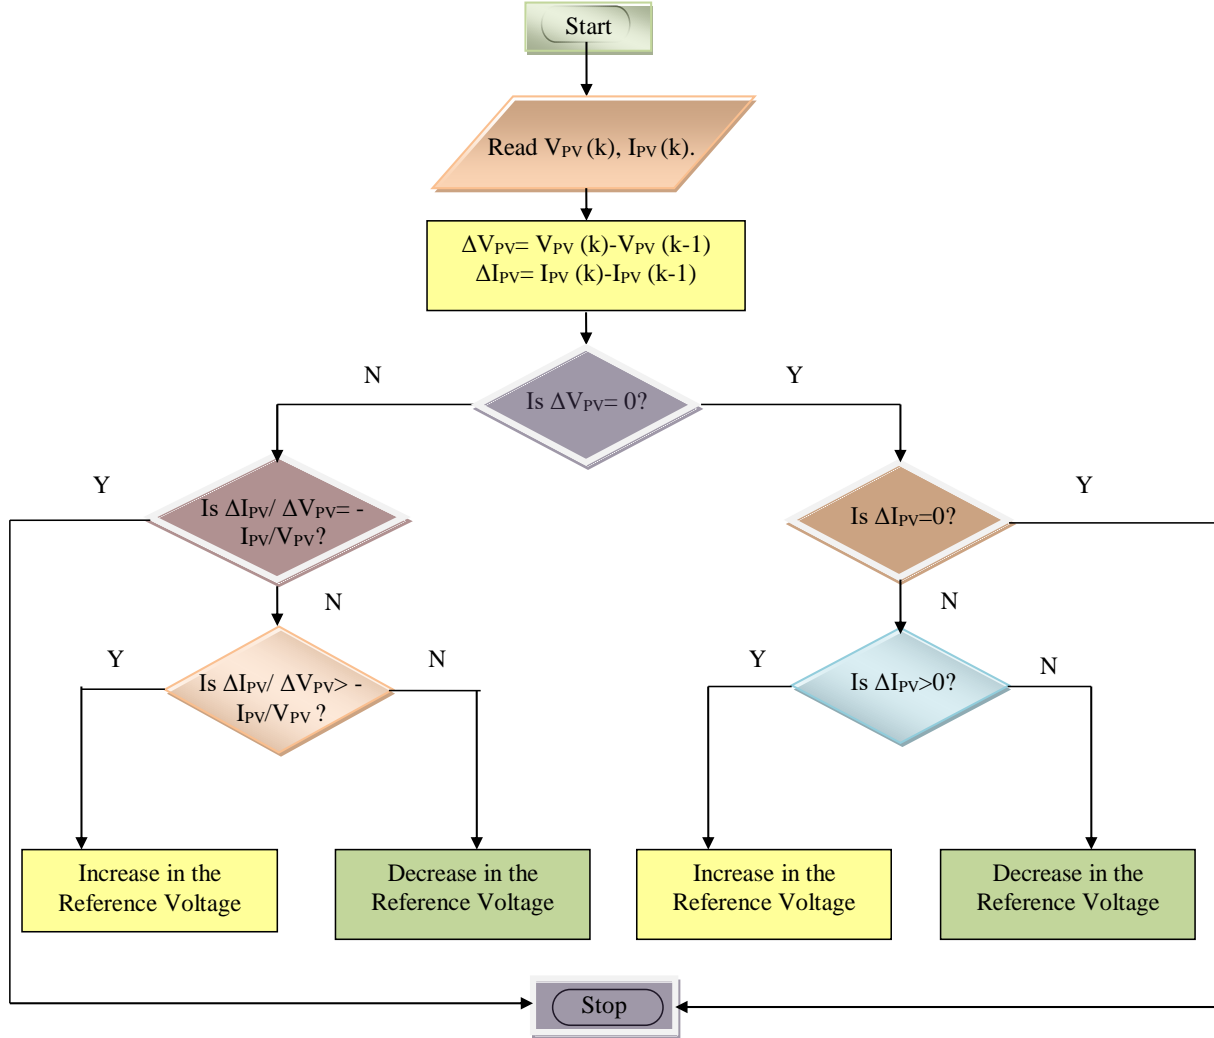 Start
Read VPV (k), IPV (k).
ΔVPV= VPV (k)-VPV (k-1)
ΔIPV= IPV (k)-IPV (k-1)
N
Y
Is ΔVPV= 0?
Y
Is ΔIPV/ ΔVPV= -
IPV/VPV?
Is ΔIPV=0?
Y
N
N
Y
Is ΔIPV/ ΔVPV> -
IPV/VPV ?
N
Y
Is ΔIPV>0?
N
Increase in the
Reference Voltage
Decrease in the
Reference Voltage
Increase in the
Reference Voltage
Decrease in the
Reference Voltage
Stop